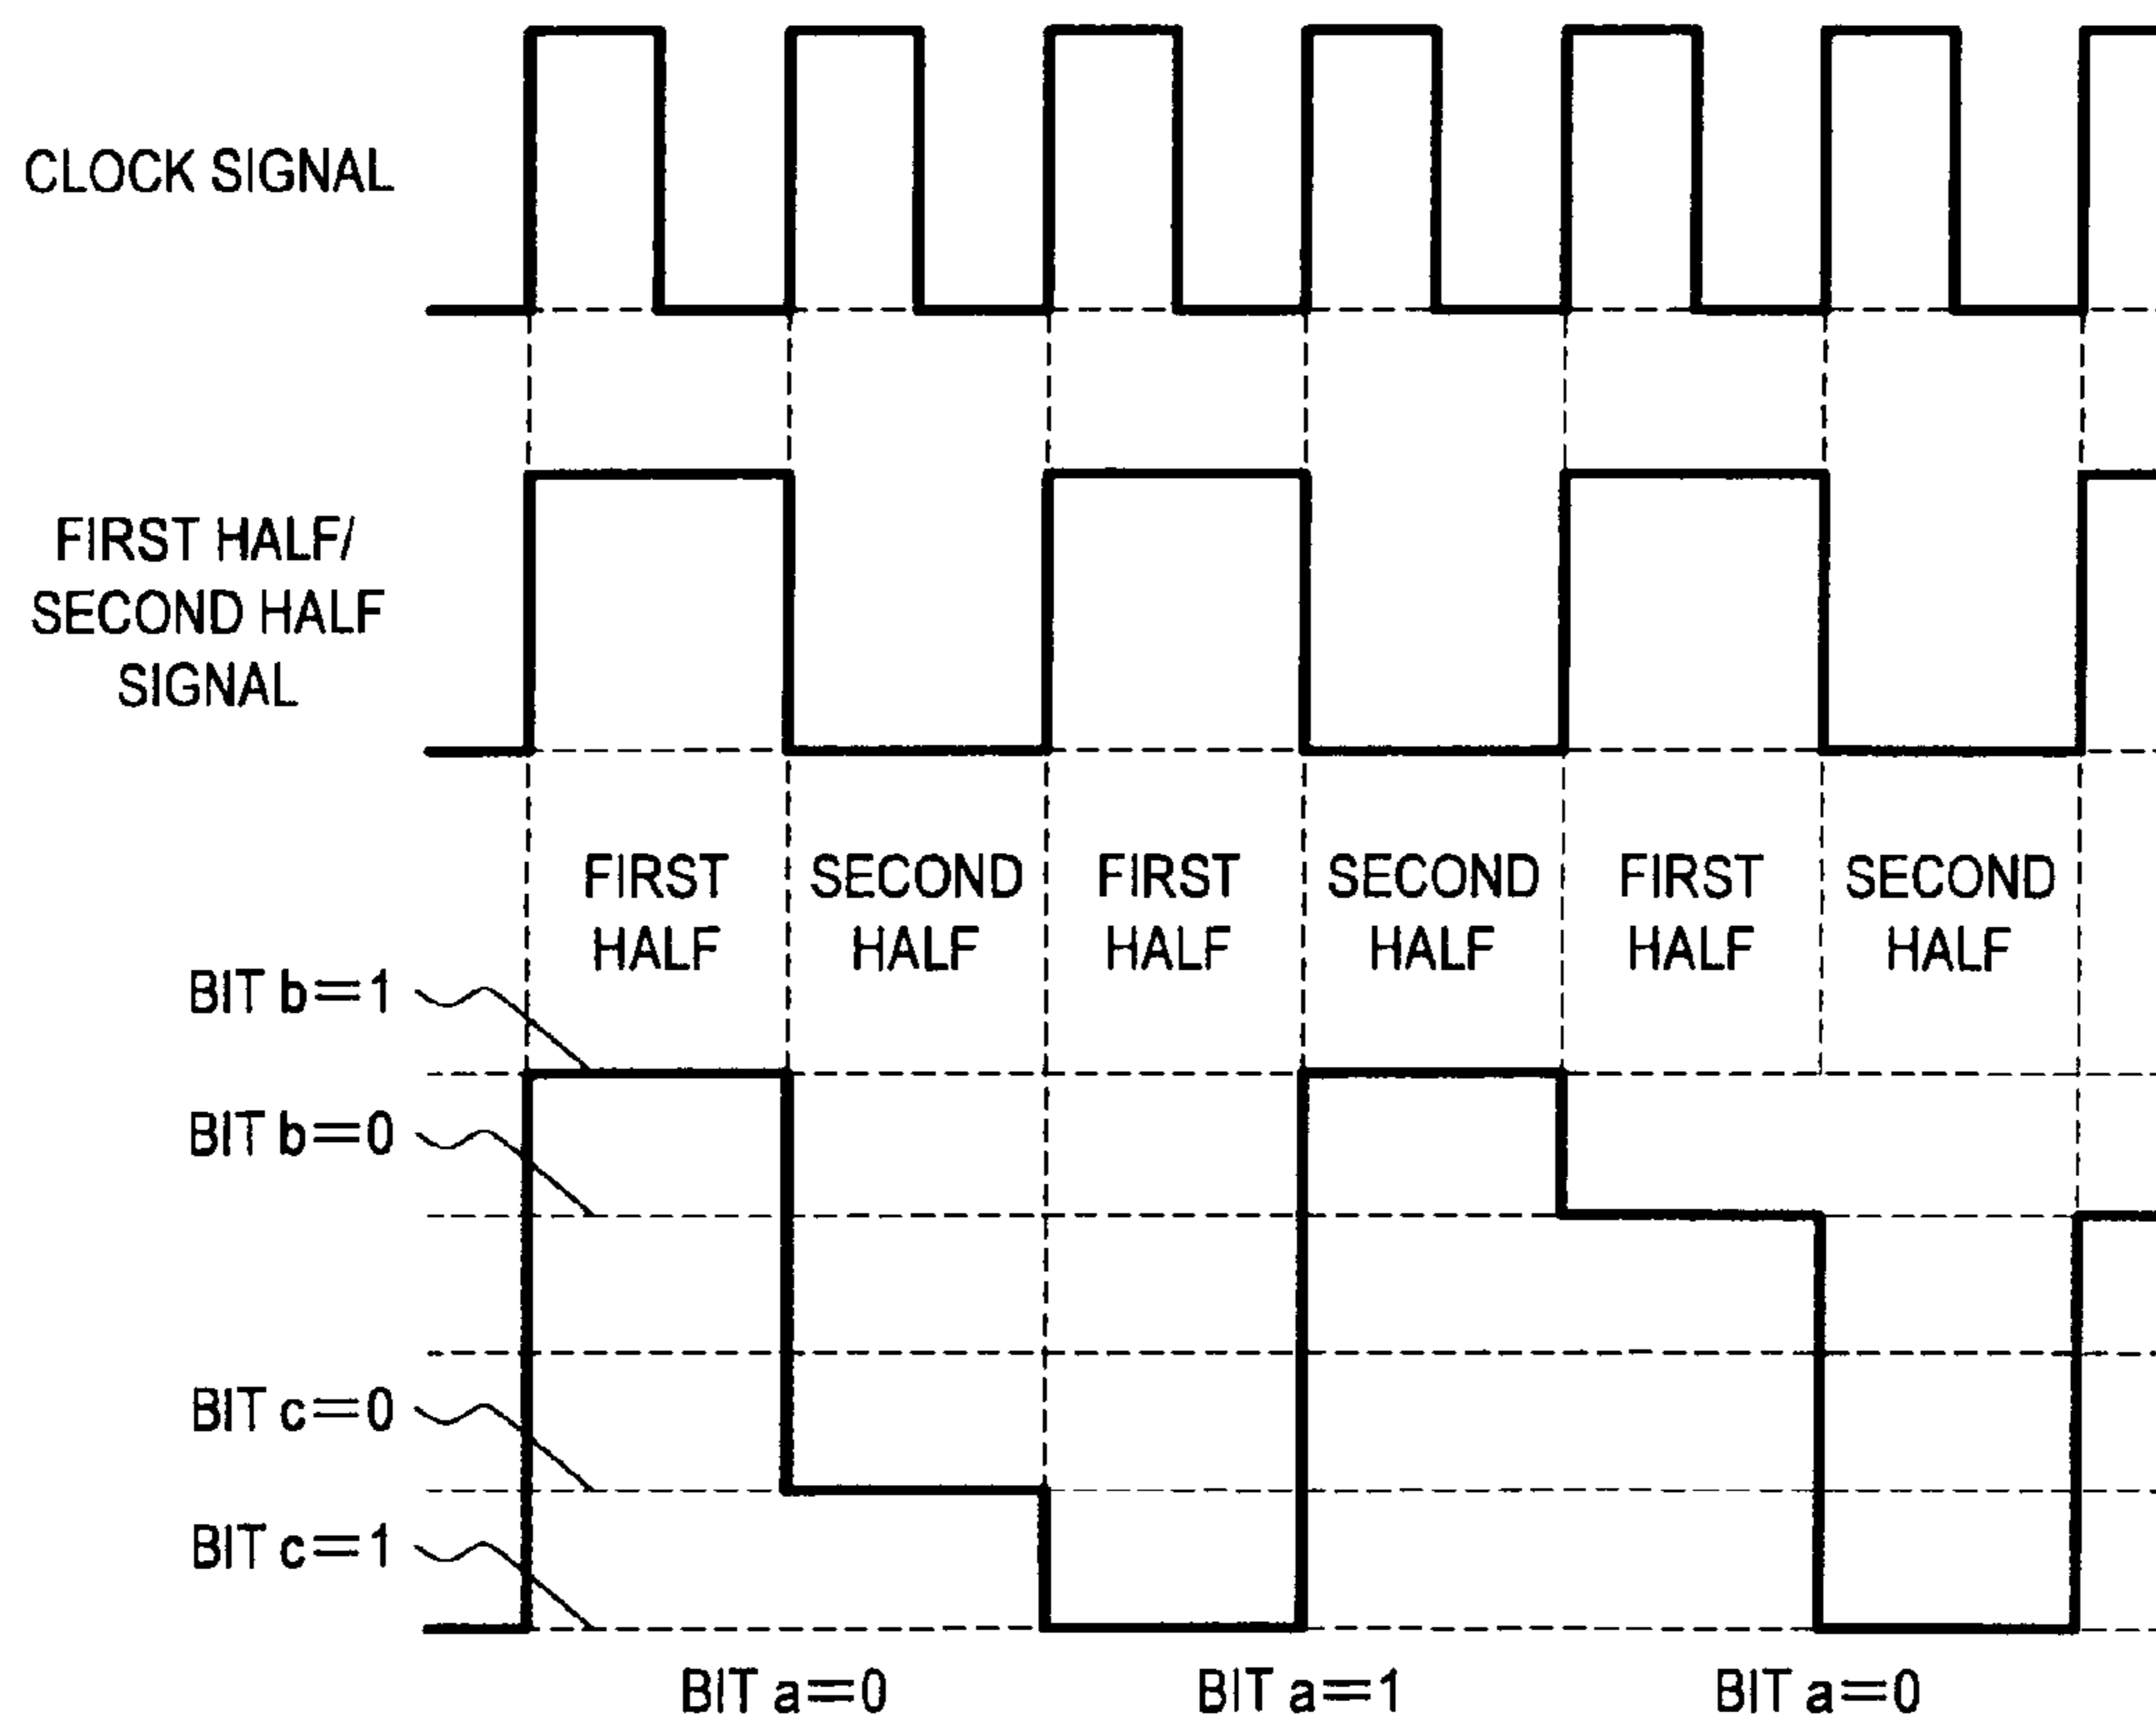 CLOCK SIGNAL
FIRST HALF/
SECOND HALF
SIGNAL
FIRST SECOND FIRST SECOND FIRST SECOND
HALF HALF HALF HALF HALF HALF
BIT b=1
BIT b=0
BIT c=0
BIT c=1
BIT a=0 BIT a=1 BIT a=0